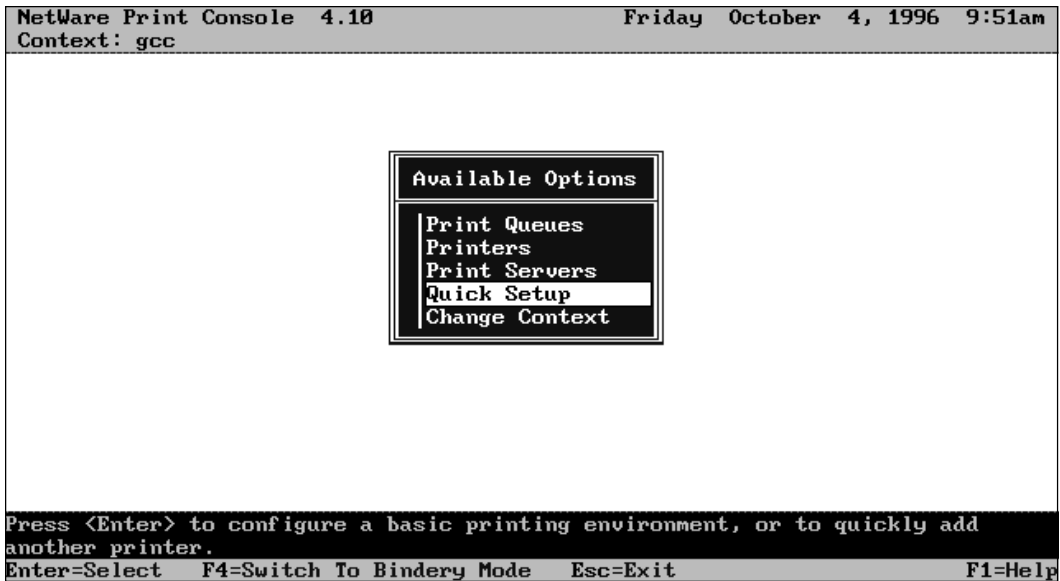 NetWare Print Console 4.10 Friday October 4, 1996 9:51am
Context: gcc
Available Options
Print Queues
Printers
Print Servers
Quick Setup
Change Context
Press <Enter> to configure a basic printing environment, or to quickly add
another printer.
Enter=Select F4=Switch To Bindery Mode Esc=Exit F1=Help